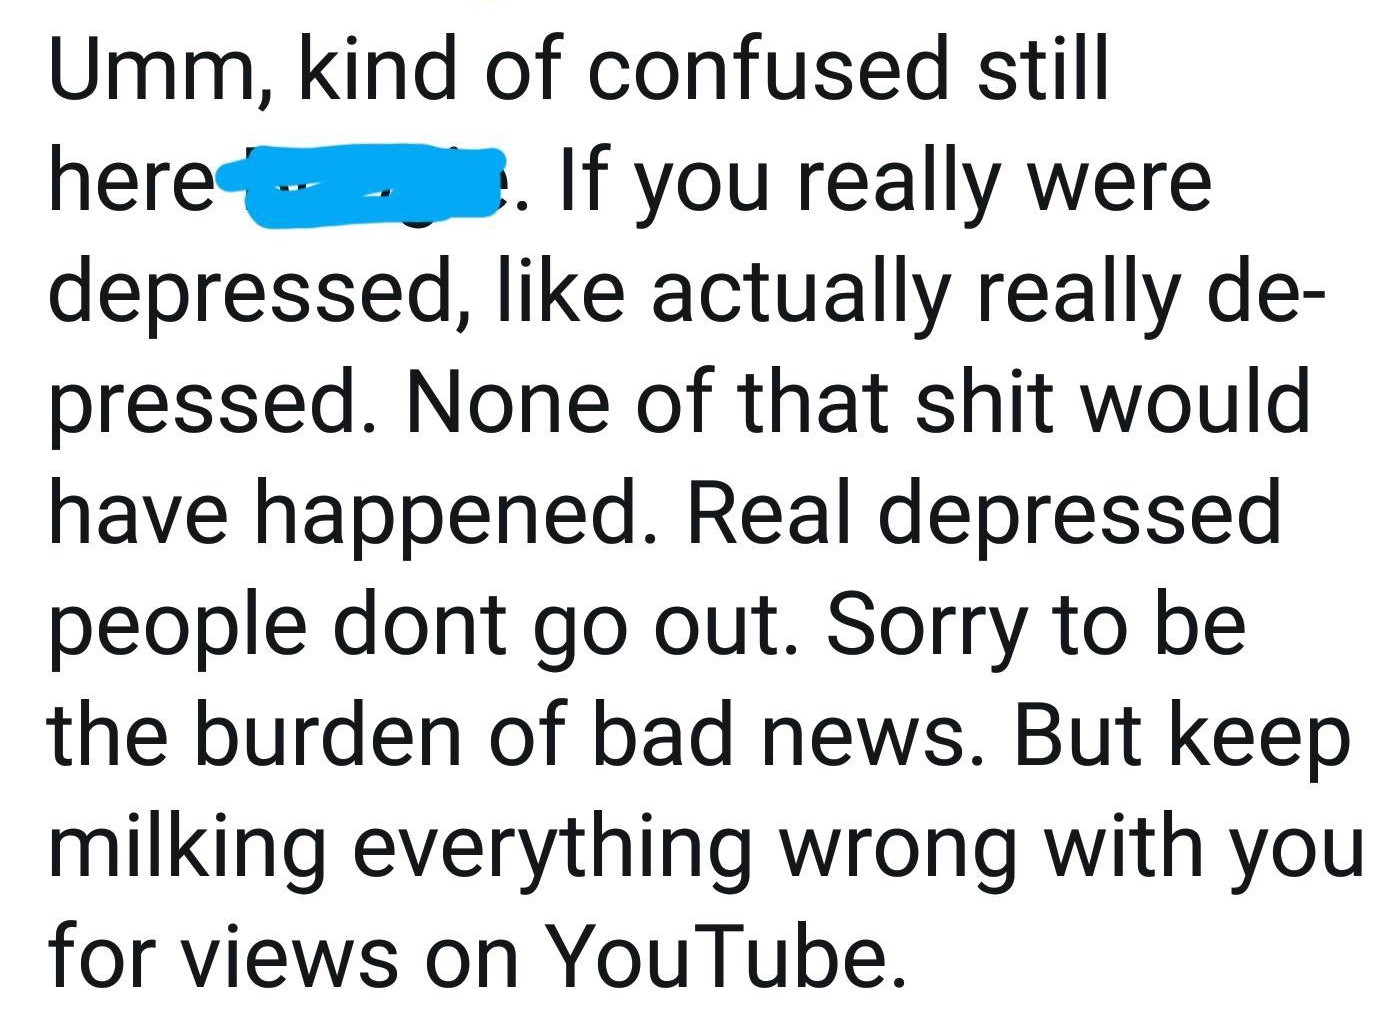 Umm, kind of confused still
here . If you really were
depressed, like actually really de-
pressed. None of that shit would
have happened. Real depressed
people dont go out. Sorry to be
the burden of bad news. But keep
milking everything wrong with you
for views on YouTube.